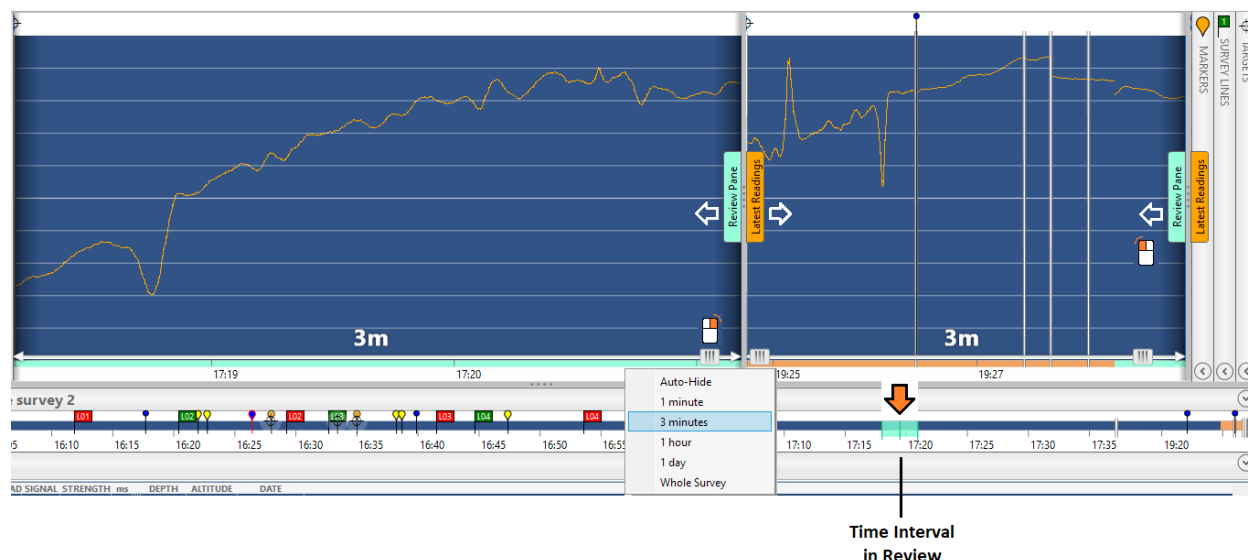 1
MARKERS
SURVEY LINES
TARGETS
Review Pane
Latest Readings
Review Pane
Latest Readings
3m
3m
17:19
17:20
19:25
19:27
Auto-Hide
1 minute
3 minutes
1 hour
1 day
Whole Survey
e survey 2
L01
L02
L02
L03
L03
L04
L04
05
16:10
16:15
16:20
16:25
16:30
16:35
16:40
16:45
16:50
16:55
17:10
17:15
17:20
17:25
17:30
17:35
19:20
AD SIGNAL STRENGTH ms DEPTH ALTITUDE DATE
Time Interval
in Review